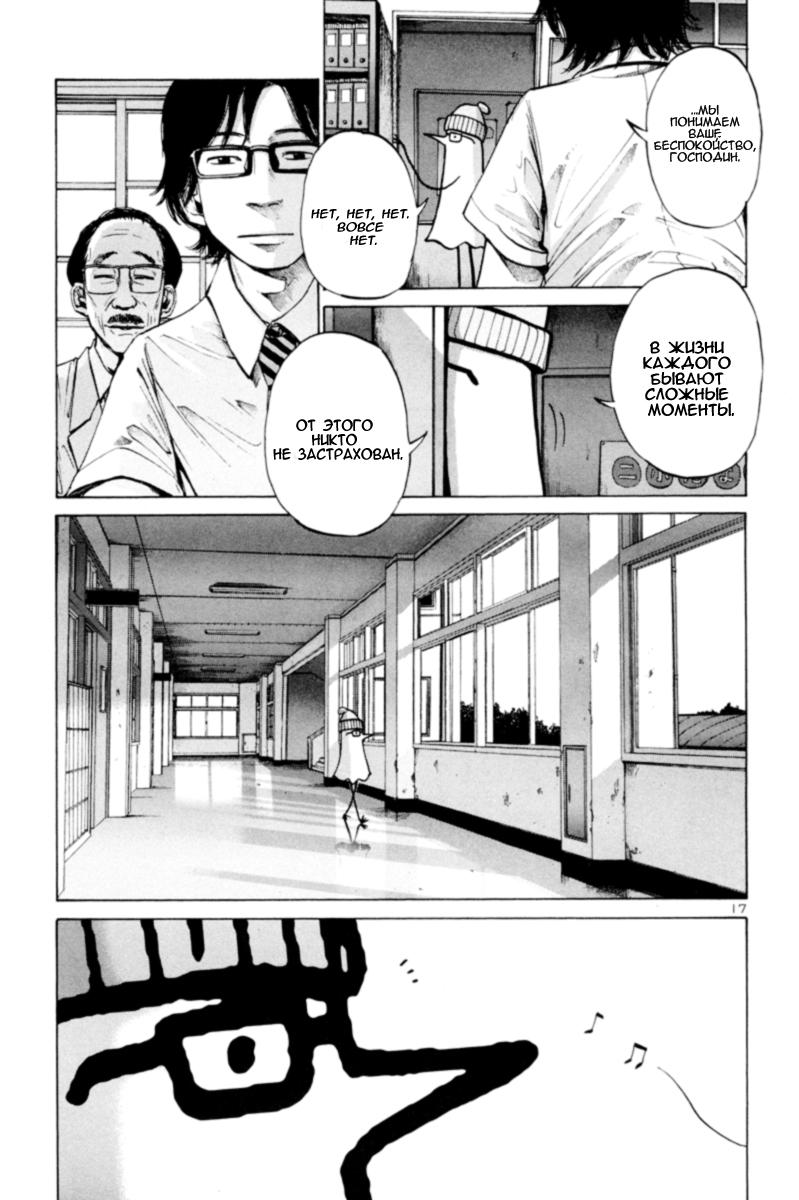 ...МЫ
ПОНИМАЕМ
ВАШЕ
БЕСПОКОЙСТВО,
ГОСПОДИН.
НЕТ, НЕТ, НЕТ.
ВОВСЕ
НЕТ.
В ЖИЗНИ
КАЖДОГО
БЫВАЮТ
СЛОЖНЫЕ
МОМЕНТЫ.
ОТ ЭТОГО
НИКТО
НЕ ЗАСТРАХОВАН.
17